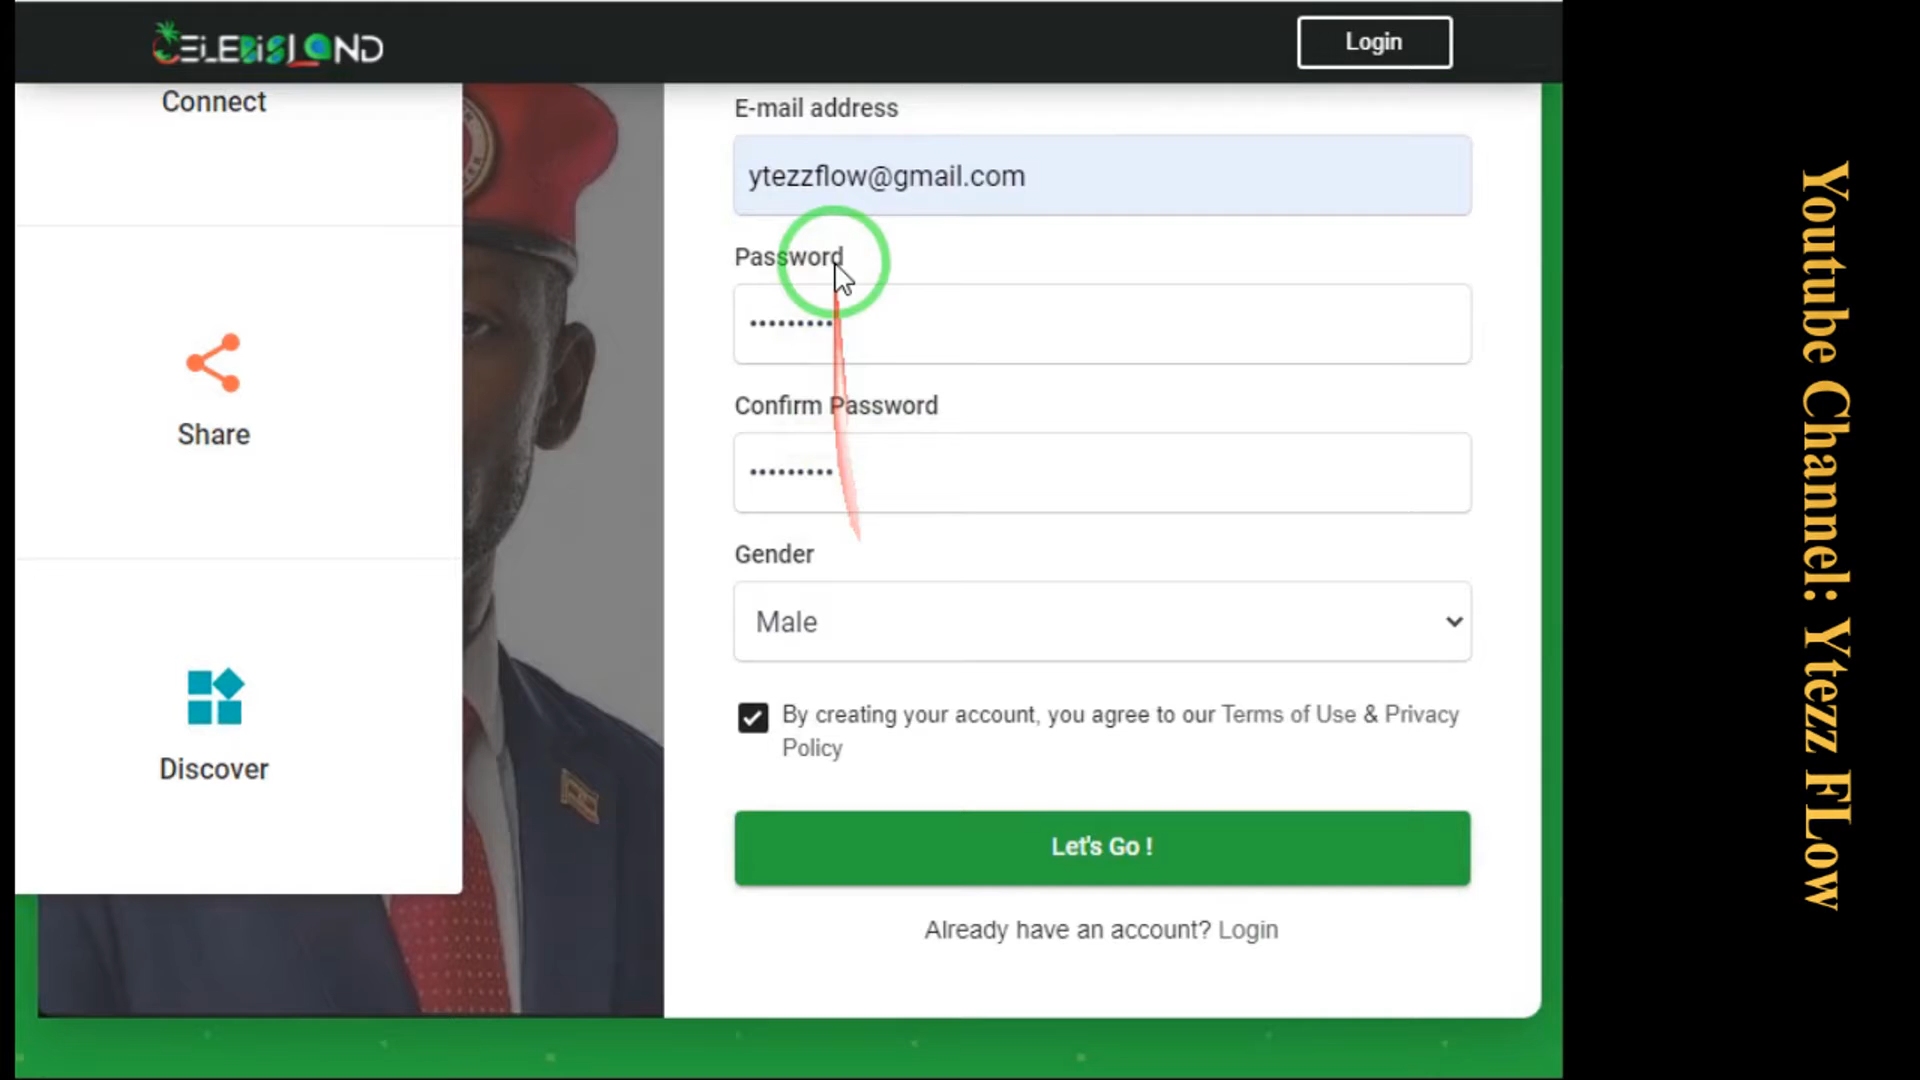 CELEBISLAND
Login
Connect
Share
Discover
E-mail address
ytezzflow@gmail.com
Password
•••••••••
Confirm Password
•••••••••
Gender
Male
By creating your account, you agree to our Terms of Use & Privacy
Policy
Let's Go !
Already have an account? Login
Youtube Channel: Ytezz FLow